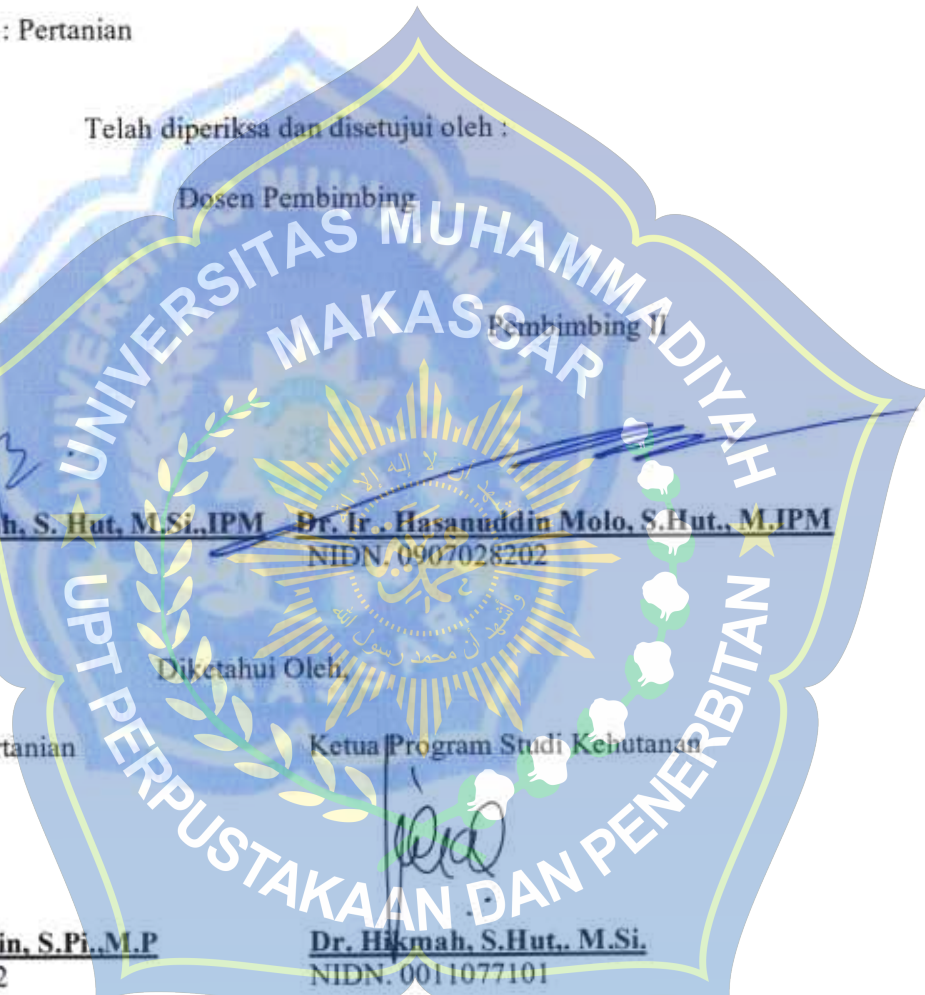 : Pertanian
Telah diperiksa dan disetujui oleh :
Dosen Pembimbing
UNIVERSITAS MUHAMMADIYAH
MAKASSAR
Pembimbing II
h, S. Hut, M.Si.,IPM Dr. Ir.. Hasanuddin Molo, S.Hut., M.IPM
NIDN. 0907028202
Diketahui Oleh,
rtanian Ketua Program Studi Kehutanan
in, S.Pi.,M.P Dr. Hikmah, S.Hut,. M.Si.
2 NIDN. 0011077101
UPT PERPUSTAKAAN DAN PENERBITAN